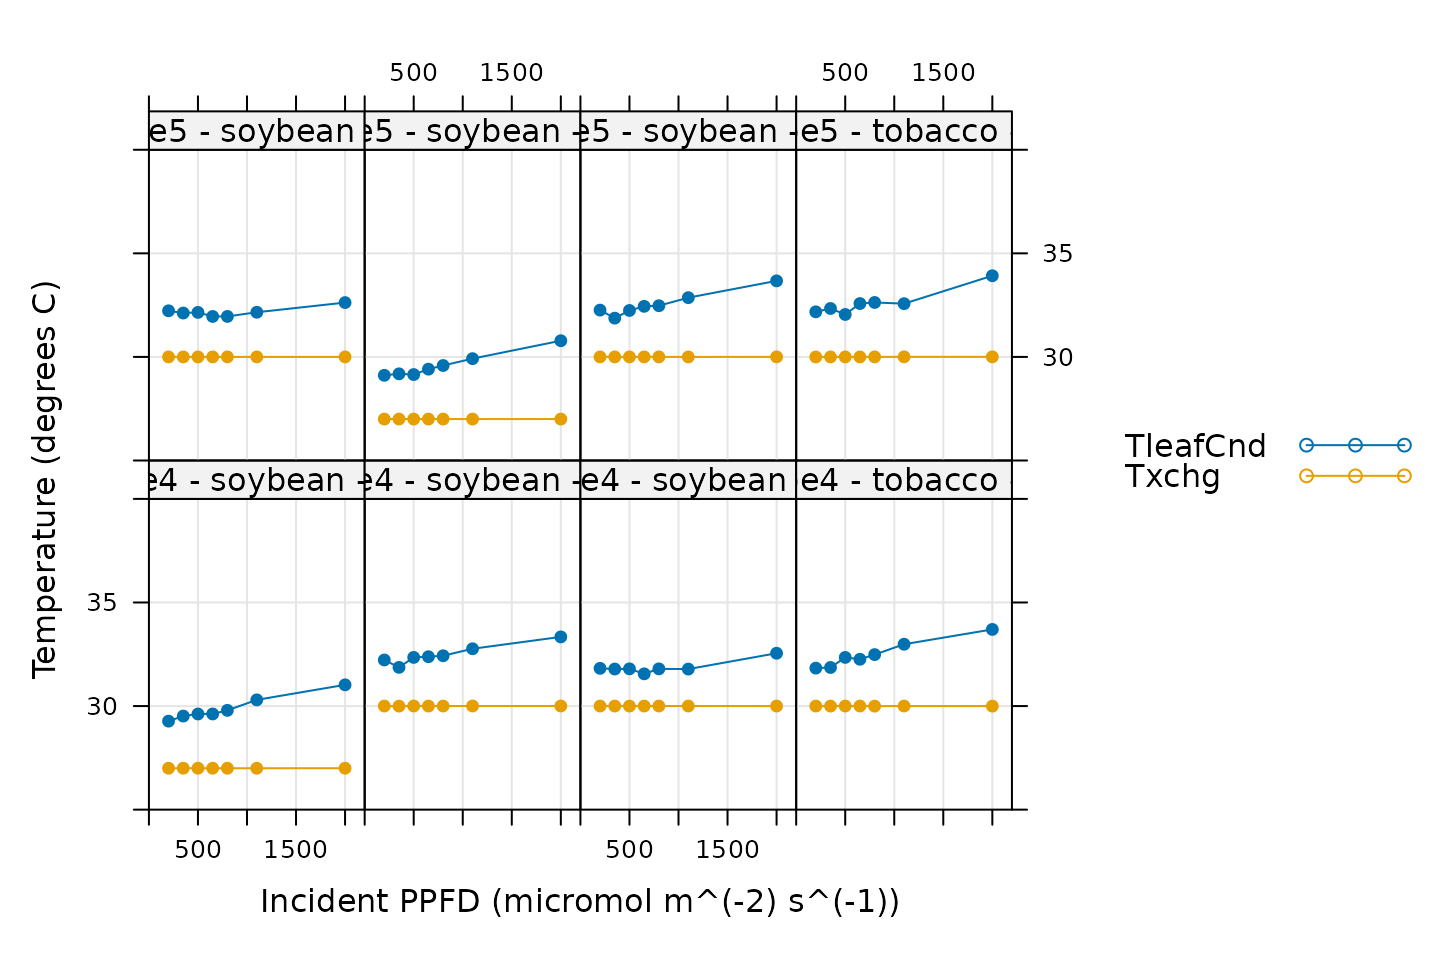 500 1500 500 1500
e5 - soybean e5 - soybean - e5 - soybean - e5 - tobacco
35
30
e4 - soybean - e4 - soybean - e4 - soybean e4 - tobacco
35
30
500 1500 500 1500
Temperature (degrees C)
Incident PPFD (micromol m^(-2) s^(-1))
TleafCnd
Txchg